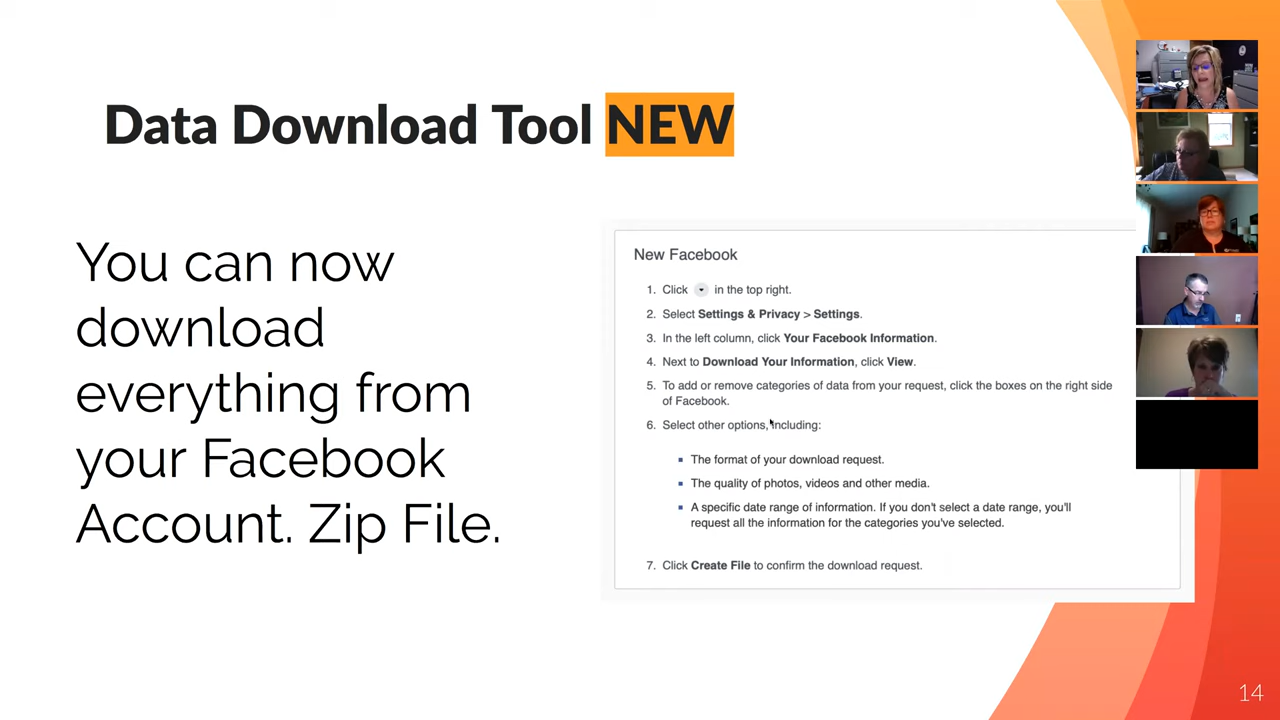 Data Download Tool NEW
You can now
download
everything from
your Facebook
Account. Zip File.
New Facebook
1. Click in the top right.
2. Select Settings & Privacy > Settings.
3. In the left column, click Your Facebook Information.
4. Next to Download Your Information, click View.
5. To add or remove categories of data from your request, click the boxes on the right side
of Facebook.
6. Select other options, including:
▪ The format of your download request.
▪ The quality of photos, videos and other media.
▪ A specific date range of information. If you don't select a date range, you'll
request all the information for the categories you've selected.
7. Click Create File to confirm the download request.
14